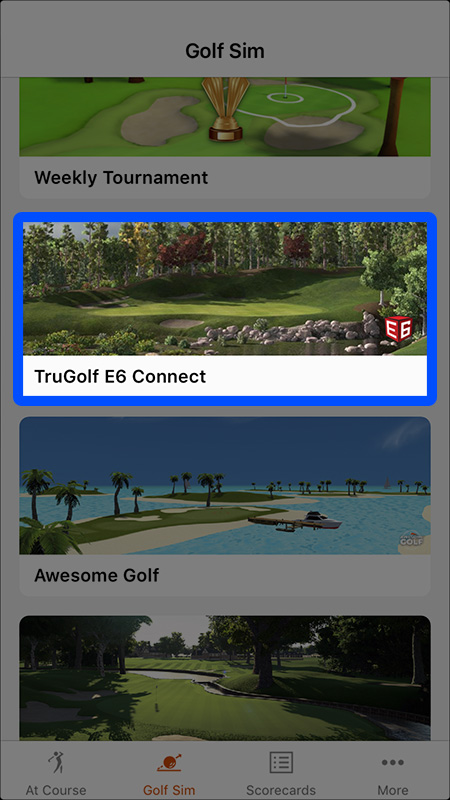 Golf Sim
Weekly Tournament
E6
TruGolf E6 Connect
GOLF
Awesome Golf
At Course
Golf Sim
Scorecards
More